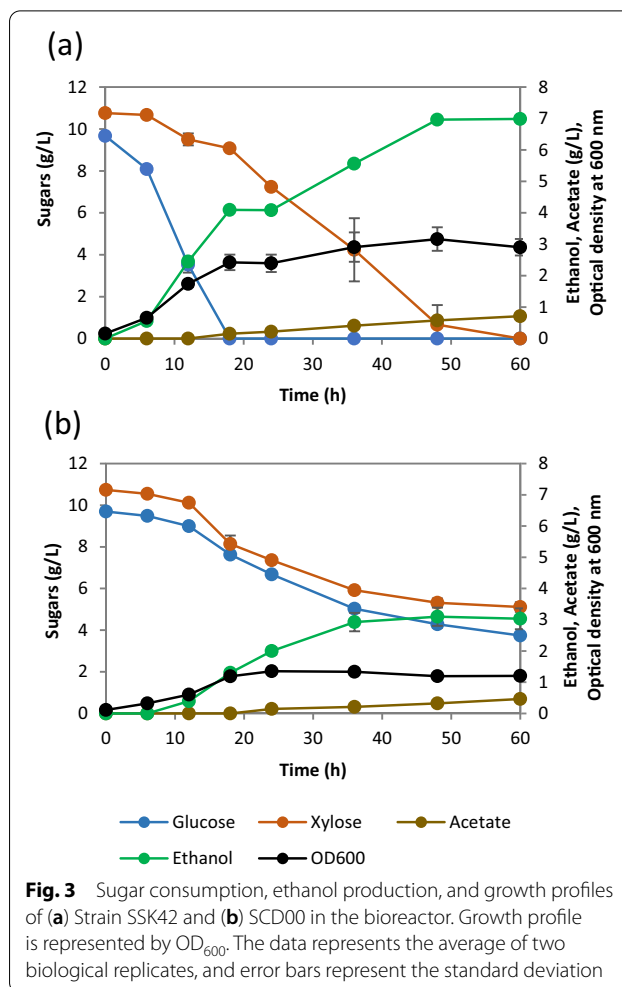 (a)
12
10
8
6
4
2
0
Sugars (g/L)
8
7
6
5
4
3
2
1
0
Ethanol, Acetate (g/L),
Optical density at 600 nm
0 10 20 30 40 50 60
Time (h)
(b)
12
10
8
6
4
2
0
Sugars (g/L)
8
7
6
5
4
3
2
1
0
Ethanol, Acetate (g/L),
Optical density at 600 nm
0 10 20 30 40 50 60
Time (h)
Glucose Xylose Acetate
Ethanol OD600
Fig. 3 Sugar consumption, ethanol production, and growth profiles
of (a) Strain SSK42 and (b) SCD00 in the bioreactor. Growth profile
is represented by OD600. The data represents the average of two
biological replicates, and error bars represent the standard deviation